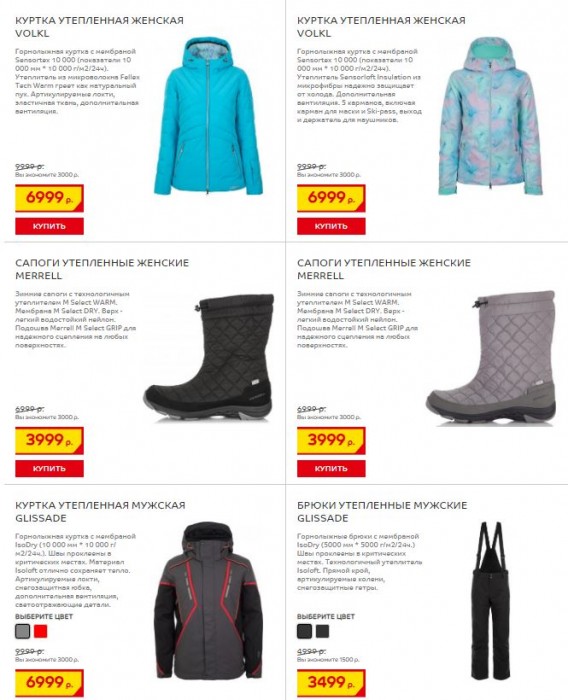 КУРТКА УТЕПЛЕННАЯ ЖЕНСКАЯ
VOLKL
Горнолыжная куртка с мембраной
Sensortex 10 000 (показатели 10
000 мм * 10 000 г/м2/24ч).
Утеплитель из микроволокна Fellex
Tech Warm греет как натуральный
пух. Артикулируемые локти,
эластичная ткань, дополнительная
вентиляция.
9999 р.
Вы экономите 3000 р.
6999 р.
КУПИТЬ
КУРТКА УТЕПЛЕННАЯ ЖЕНСКАЯ
VOLKL
Горнолыжная куртка с мембраной
Sensortex 10 000 (показатели 10
000 мм * 10 000 г/м2/24ч).
Утеплитель Sensorloft Insulation из
микрофибры надежно защищает
от холода. Дополнительная
вентиляция. 5 карманов, включая
карман для маски и Ski-pass, выход
и держатель для наушников.
9999 р.
Вы экономите 3000 р.
6999 р.
КУПИТЬ
САПОГИ УТЕПЛЕННЫЕ ЖЕНСКИЕ
MERRELL
Зимние сапоги с технологичным
утеплителем M Select WARM.
Мембрана M Select DRY. Верх -
легкий водостойкий нейлон.
Подошва Merrell M Select GRIP для
надежного сцепления на любых
поверхностях.
6999 р.
Вы экономите 3000 р.
3999 р.
КУПИТЬ
САПОГИ УТЕПЛЕННЫЕ ЖЕНСКИЕ
MERRELL
Зимние сапоги с технологичным
утеплителем M Select WARM.
Мембрана M Select DRY. Верх -
легкий водостойкий нейлон.
Подошва Merrell M Select GRIP для
надежного сцепления на любых
поверхностях.
6999 р.
Вы экономите 3000 р.
3999 р.
КУПИТЬ
КУРТКА УТЕПЛЕННАЯ МУЖСКАЯ
GLISSADE
Горнолыжная куртка с мембраной
IsoDry (10 000 мм * 10 000 г/
м2/24ч.). Швы проклеены в
критических местах. Материал
Isoloft отлично сохраняет тепло.
Артикулируемые локти,
снегозащитная юбка,
дополнительная вентиляция,
светоотражающие детали.
ВЫБЕРИТЕ ЦВЕТ
9999 р.
Вы экономите 3000 р.
6999 р.
БРЮКИ УТЕПЛЕННЫЕ МУЖСКИЕ
GLISSADE
Горнолыжные брюки с мембраной
IsoDry (5000 мм * 5000 г/м2/24ч.)
Швы проклеены в критических
местах. Технологичный утеплитель
Isoloft. Прямой крой,
артикулируемые колени,
снегозащитные гетры.
ВЫБЕРИТЕ ЦВЕТ
4999 р.
Вы экономите 1500 р.
3499 р.